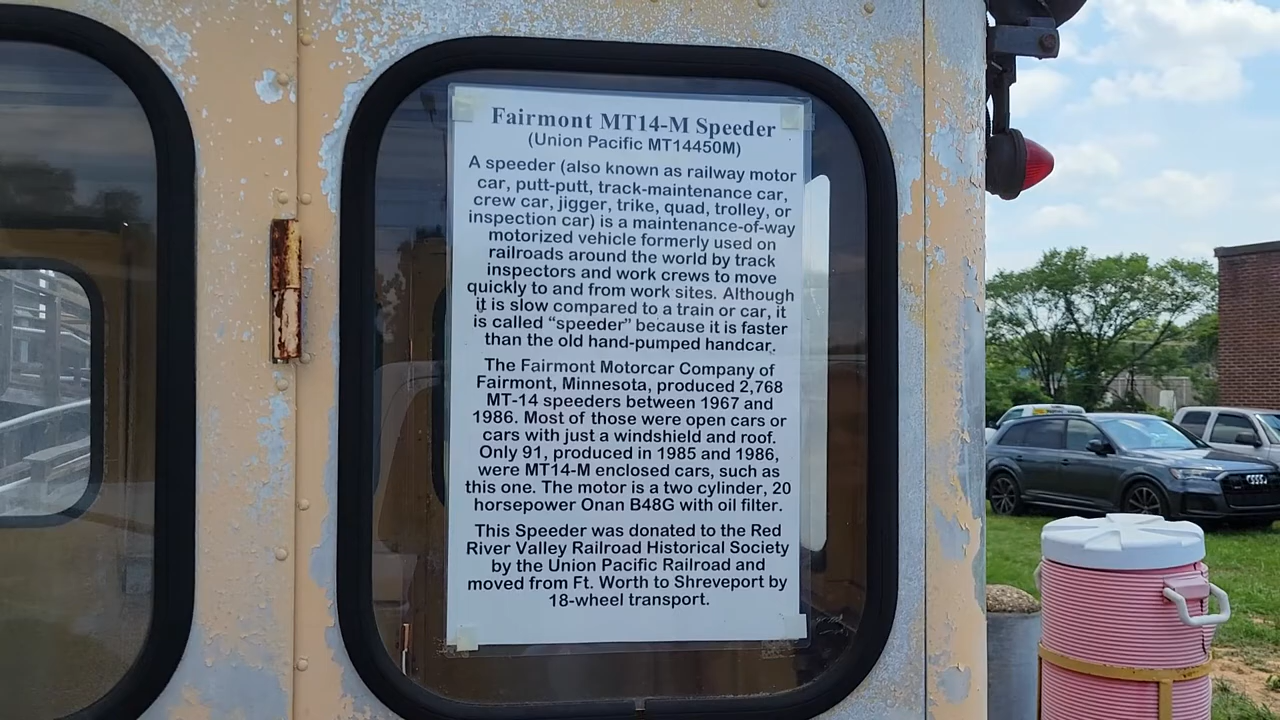 Fairmont MT14-M Speeder
(Union Pacific MT14450M)
A speeder (also known as railway motor
car, putt-putt, track-maintenance car,
crew car, jigger, trike, quad, trolley, or
inspection car) is a maintenance-of-way
motorized vehicle formerly used on
railroads around the world by track
inspectors and work crews to move
quickly to and from work sites. Although
it is slow compared to a train or car, it
is called “speeder” because it is faster
than the old hand-pumped handcar.
The Fairmont Motorcar Company of
Fairmont, Minnesota, produced 2,768
MT-14 speeders between 1967 and
1986. Most of those were open cars or
cars with just a windshield and roof.
Only 91, produced in 1985 and 1986,
were MT14-M enclosed cars, such as
this one. The motor is a two cylinder, 20
horsepower Onan B48G with oil filter.
This Speeder was donated to the Red
River Valley Railroad Historical Society
by the Union Pacific Railroad and
moved from Ft. Worth to Shreveport by
18-wheel transport.